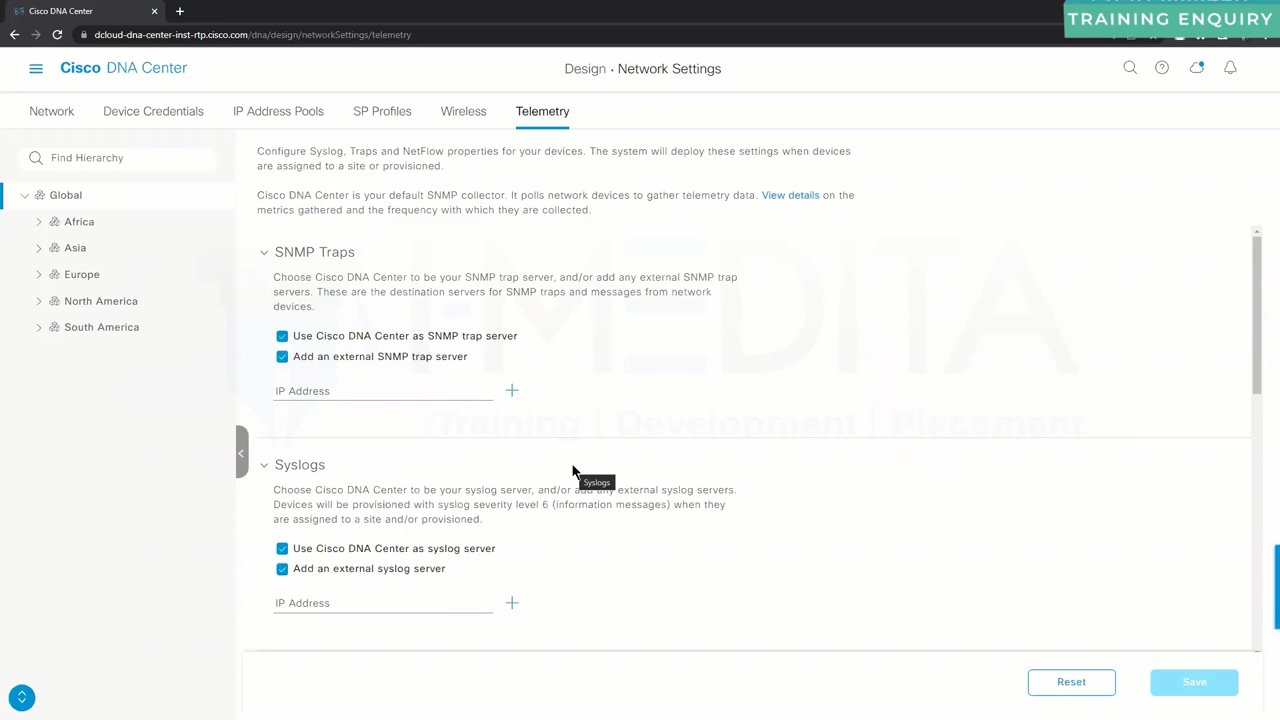 Cisco DNA Center
TRAINING ENQUIRY
dcloud-dna-center-inst-rtp.cisco.com/dna/design/networkSettings/telemetry
Cisco DNA Center
Design · Network Settings
Network
Device Credentials
IP Address Pools
SP Profiles
Wireless
Telemetry
Find Hierarchy
Global
Africa
Asia
Europe
North America
South America
Configure Syslog, Traps and NetFlow properties for your devices. The system will deploy these settings when devices
are assigned to a site or provisioned.
Cisco DNA Center is your default SNMP collector. It polls network devices to gather telemetry data. View details on the
metrics gathered and the frequency with which they are collected.
SNMP Traps
Choose Cisco DNA Center to be your SNMP trap server, and/or add any external SNMP trap
servers. These are the destination servers for SNMP traps and messages from network
devices.
Use Cisco DNA Center as SNMP trap server
Add an external SNMP trap server
IP Address
I-MEDITA
Training | Development | Placement
Syslogs
Syslogs
Choose Cisco DNA Center to be your syslog server, and/or add any external syslog servers.
Devices will be provisioned with syslog severity level 6 (information messages) when they
are assigned to a site and/or provisioned.
Use Cisco DNA Center as syslog server
Add an external syslog server
IP Address
Reset
Save